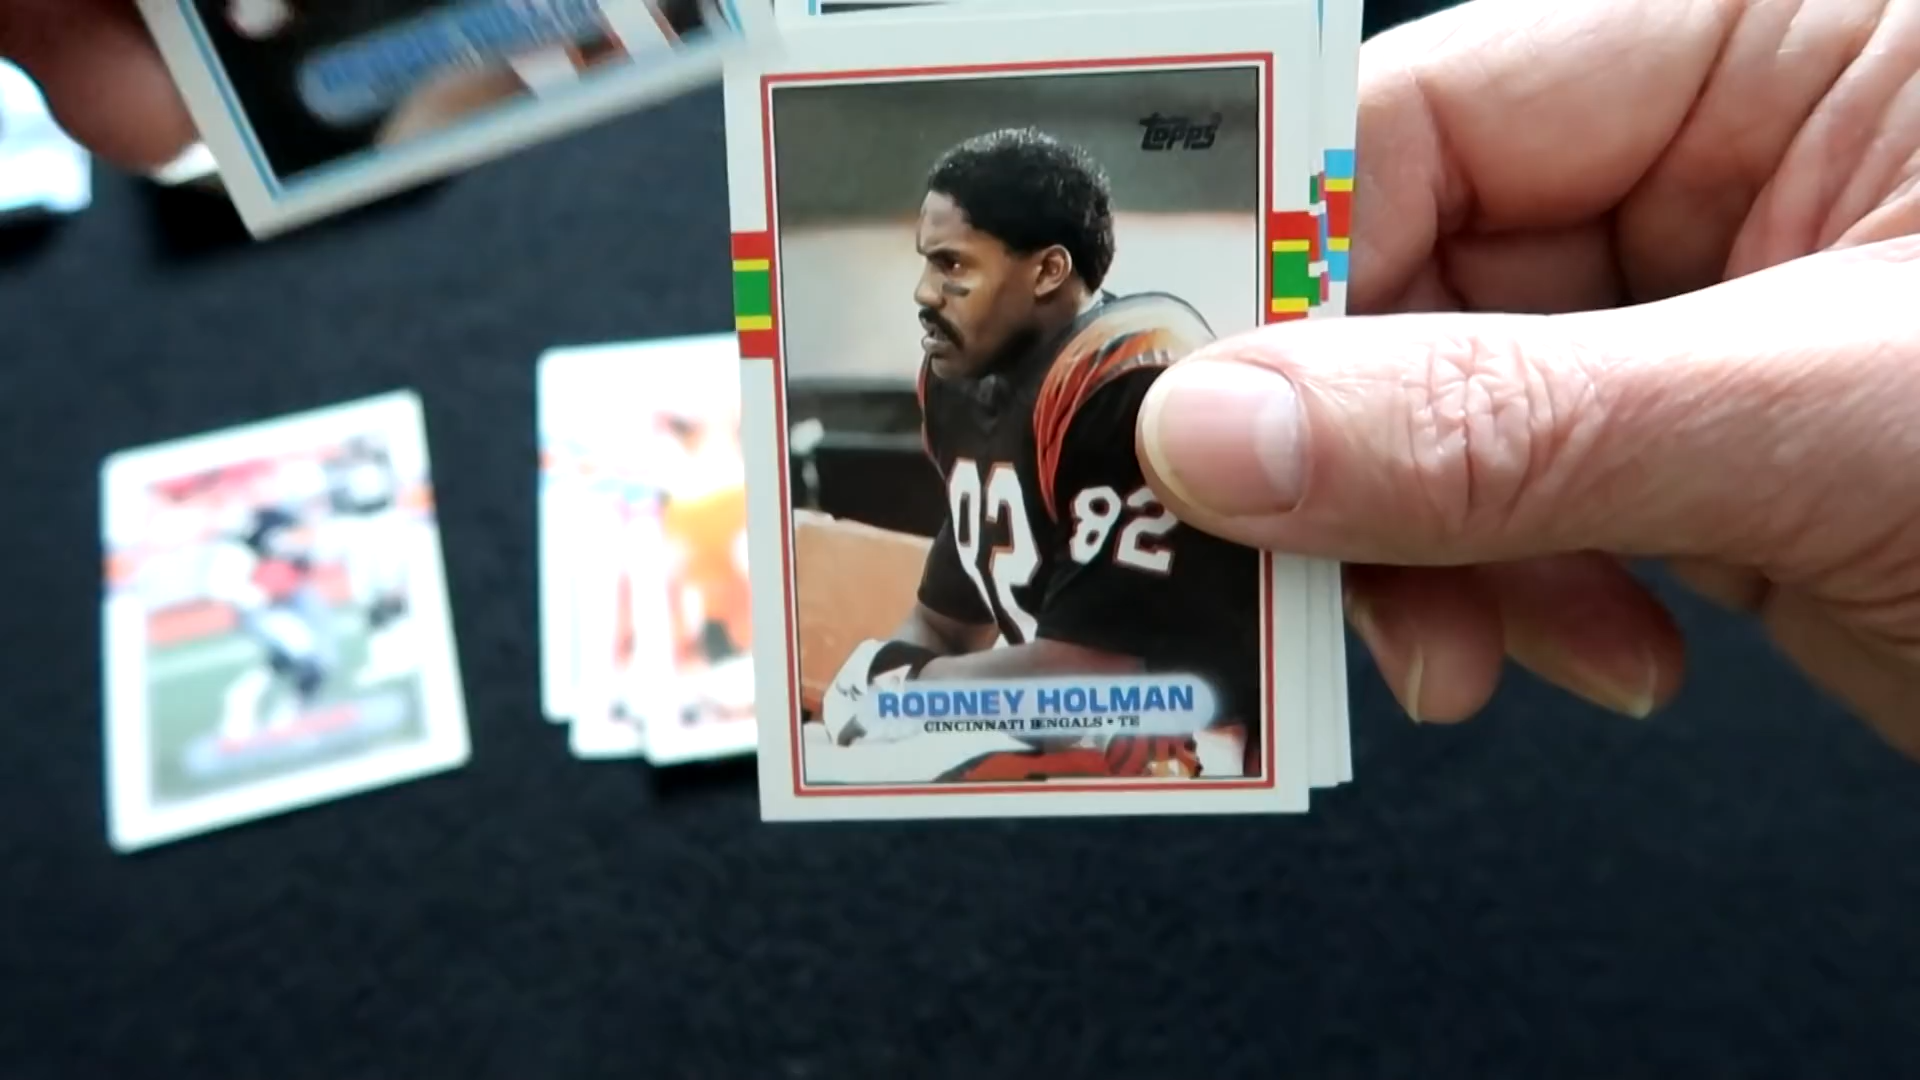 Topps
82
82
RODNEY HOLMAN
CINCINNATI BENGALS • TE